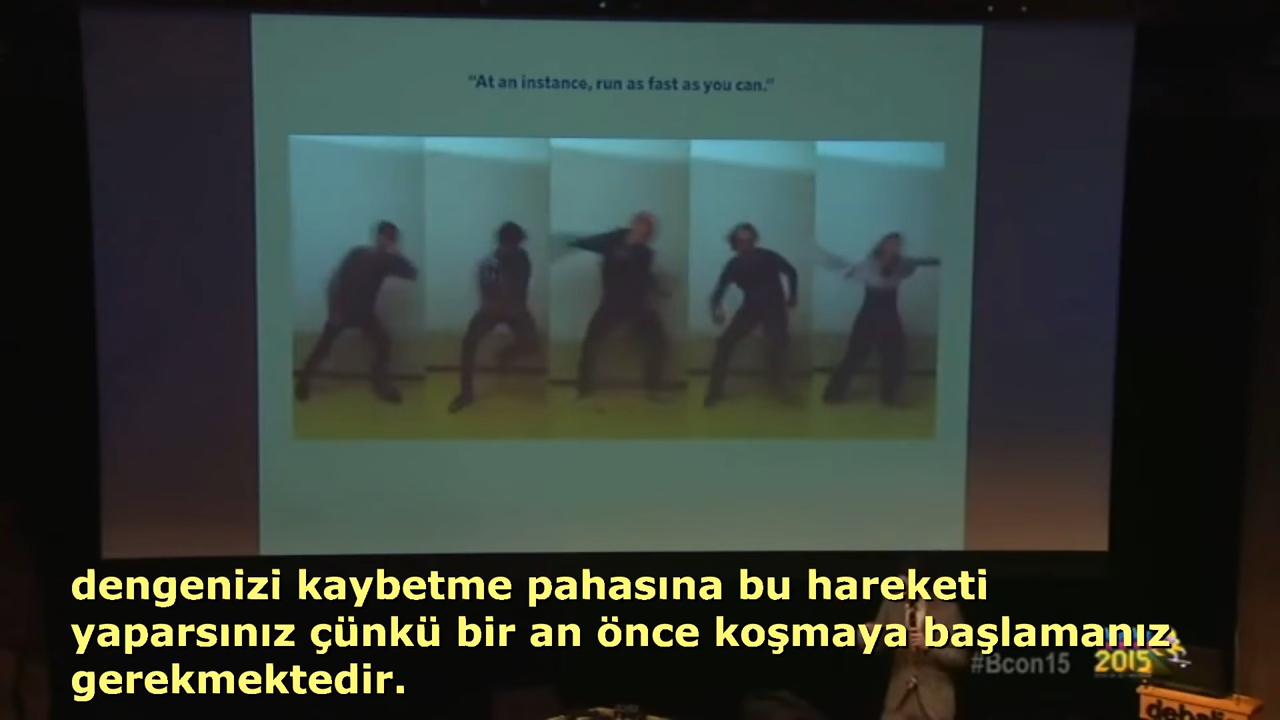 "At an instance, run as fast as you can."
dengenizi kaybetme pahasına bu hareketi
yaparsınız çünkü bir an önce koşmaya başlamanız
gerekmektedir.
#Bcon15
2015